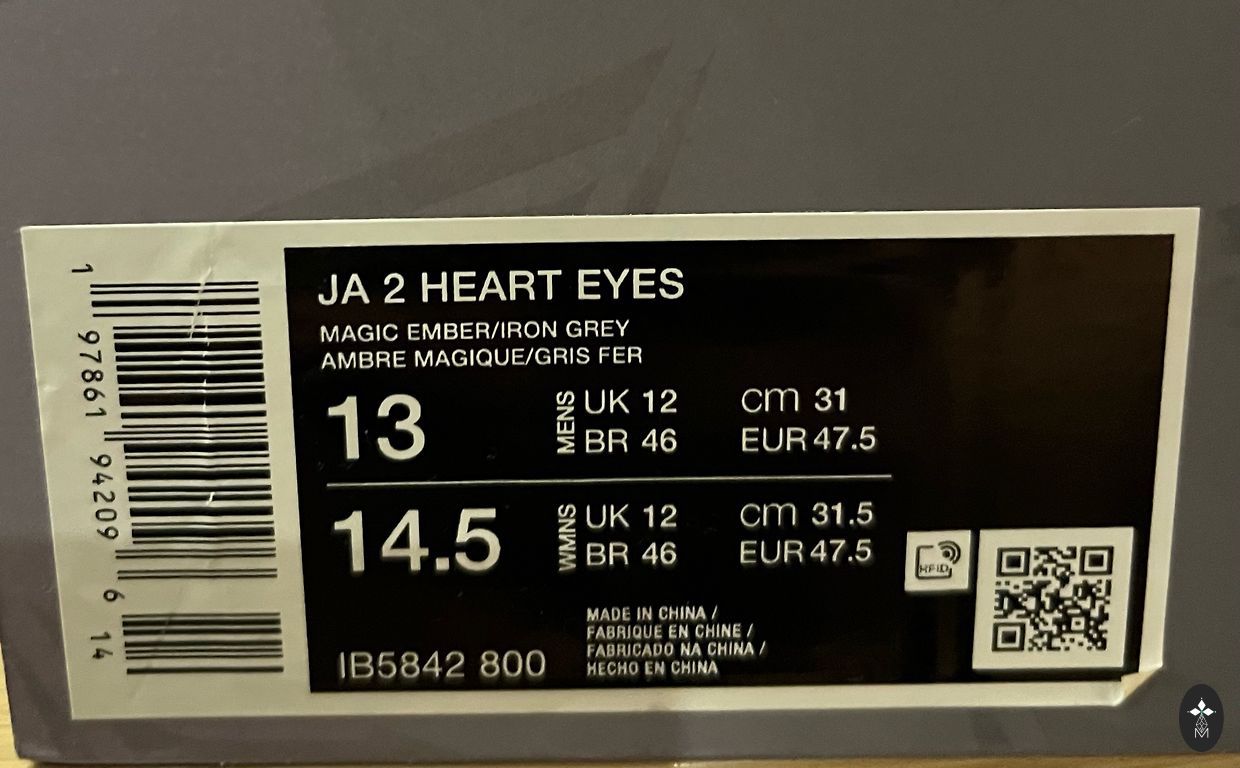 JA 2 HEART EYES
MAGIC EMBER/IRON GREY
AMBRE MAGIQUE/GRIS FER
13 MENS UK 12 cm 31
BR 46 EUR 47.5
14.5 WMNS UK 12 cm 31.5
BR 46 EUR 47.5
MADE IN CHINA /
FABRIQUE EN CHINE /
FABRICADO NA CHINA /
HECHO EN CHINA
IB5842 800
1 97861 94209 6 14
RFID
M